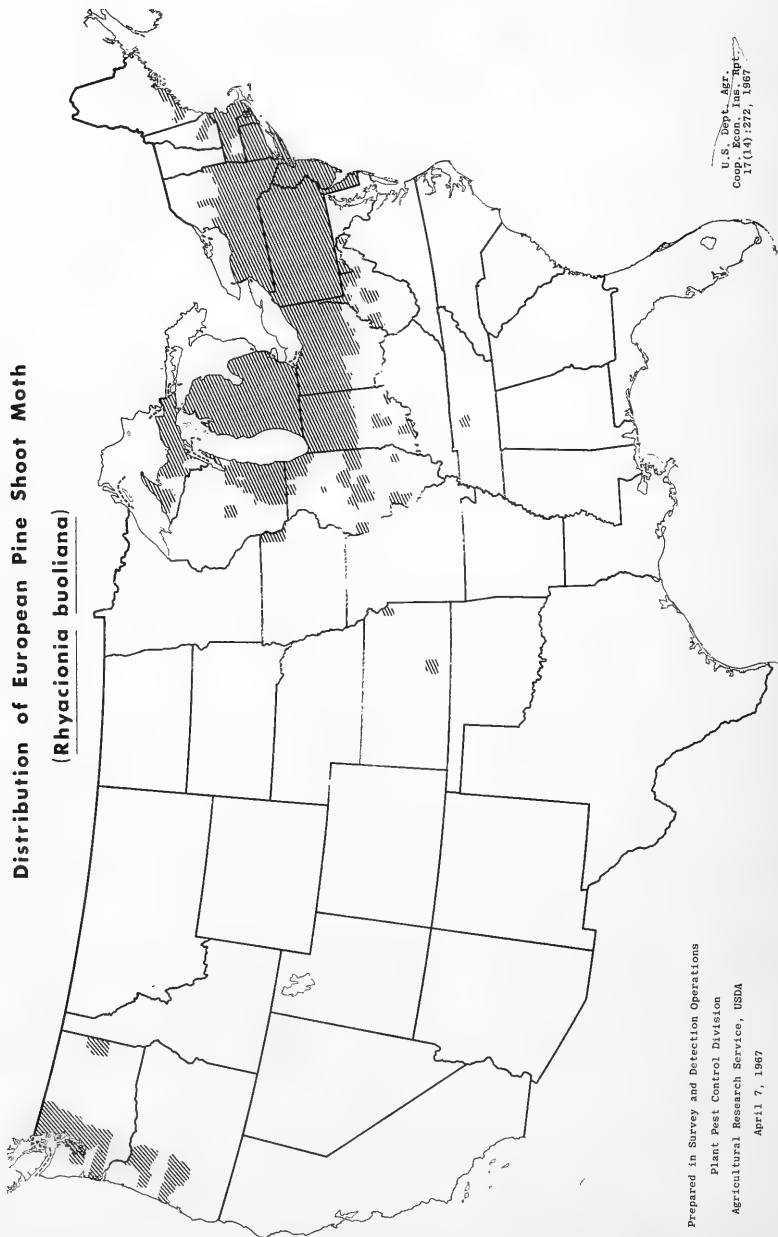 Distribution of European Pine Shoot Moth
(Rhyacionia buoliana)
Prepared in Survey and Detection Operations
Plant Pest Control Division
Agricultural Research Service, USDA
April 7, 1967
U.S. Dept. Agr.
Coop. Econ. Ins. Rpt.
17(14):272, 1967